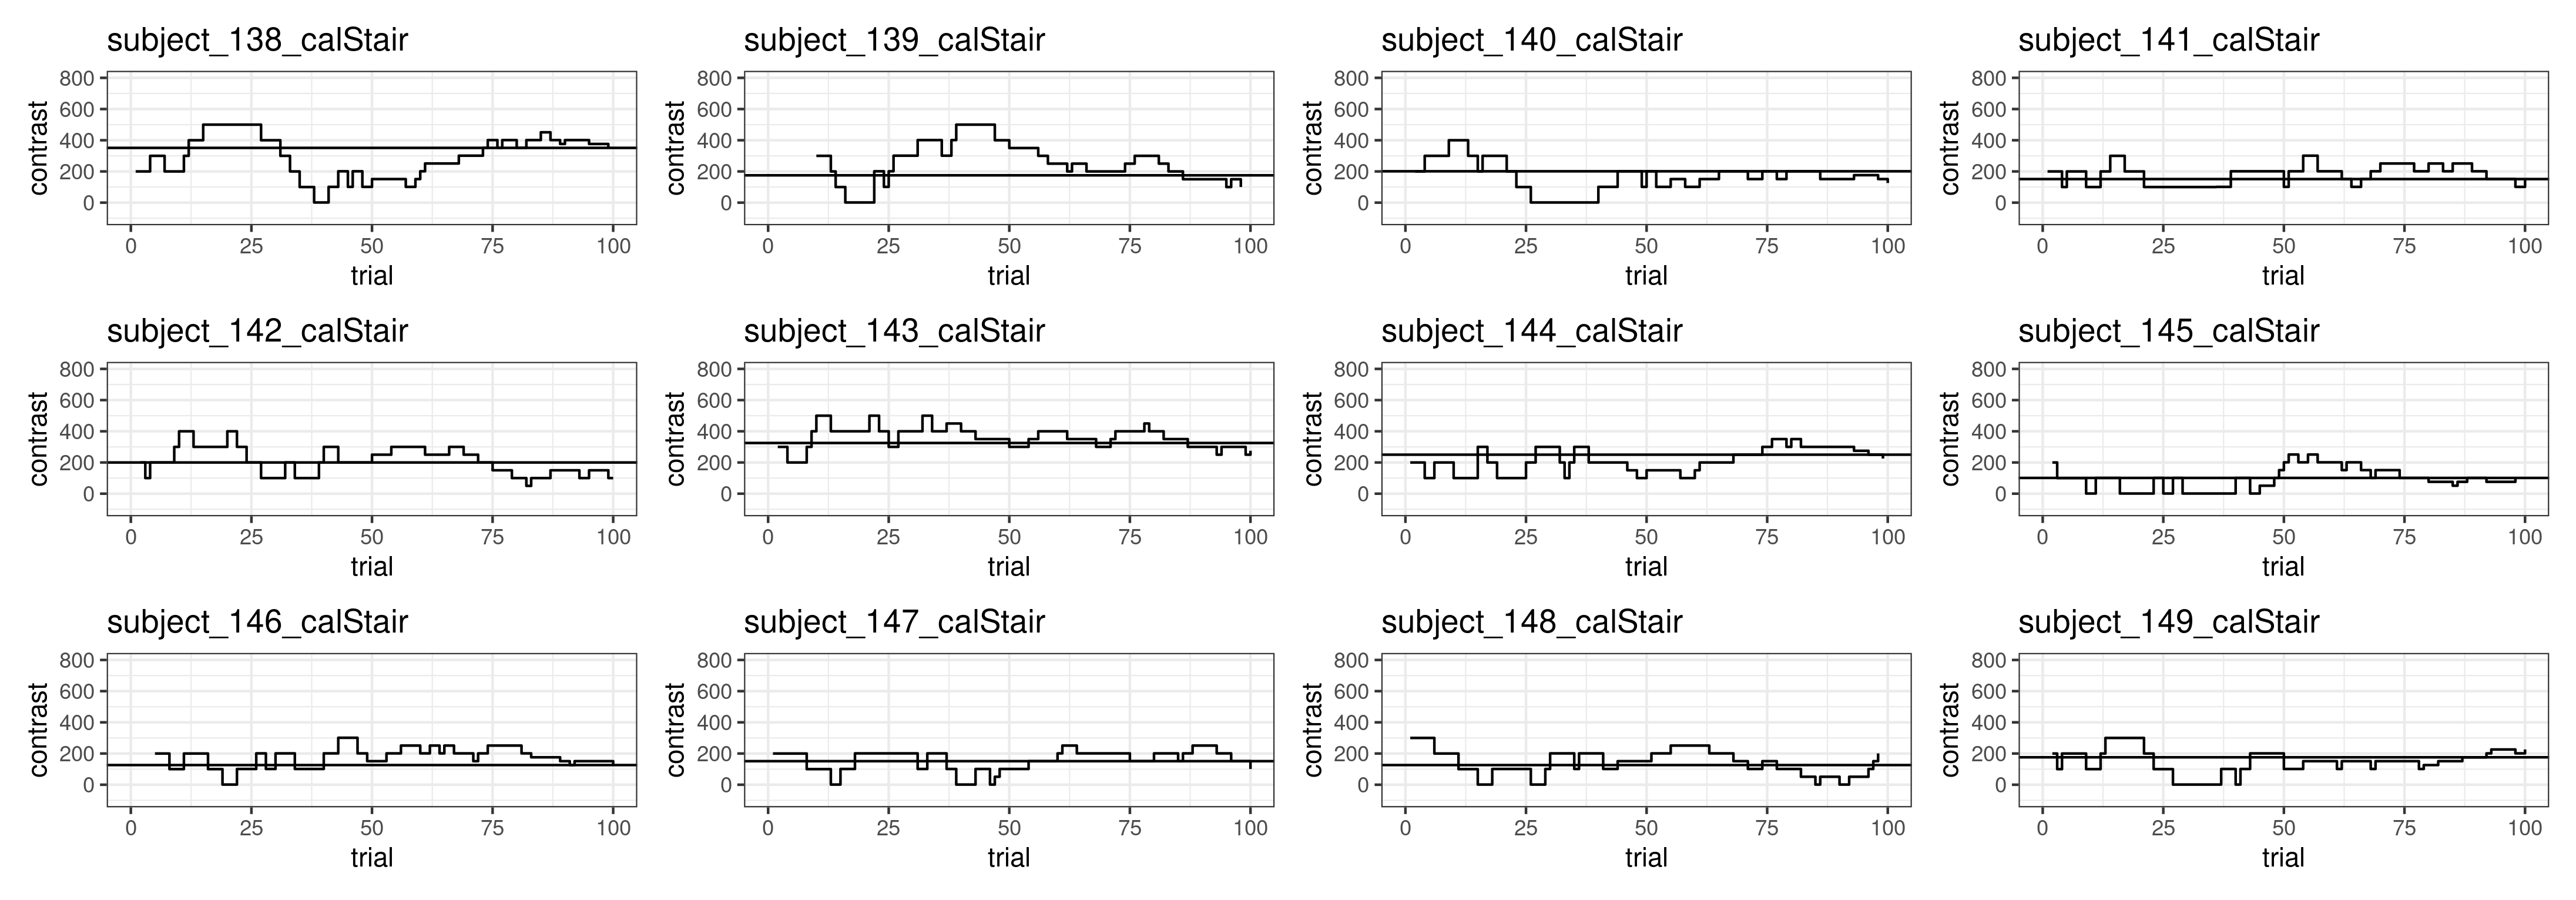 subject_138_calStair
subject_139_calStair
subject_140_calStair
subject_141_calStair
800
600
400
200
0
contrast
0 25 50 75 100
trial
800
600
400
200
0
contrast
0 25 50 75 100
trial
800
600
400
200
0
contrast
0 25 50 75 100
trial
800
600
400
200
0
contrast
0 25 50 75 100
trial
subject_142_calStair
subject_143_calStair
subject_144_calStair
subject_145_calStair
800
600
400
200
0
contrast
0 25 50 75 100
trial
800
600
400
200
0
contrast
0 25 50 75 100
trial
800
600
400
200
0
contrast
0 25 50 75 100
trial
800
600
400
200
0
contrast
0 25 50 75 100
trial
subject_146_calStair
subject_147_calStair
subject_148_calStair
subject_149_calStair
800
600
400
200
0
contrast
0 25 50 75 100
trial
800
600
400
200
0
contrast
0 25 50 75 100
trial
800
600
400
200
0
contrast
0 25 50 75 100
trial
800
600
400
200
0
contrast
0 25 50 75 100
trial